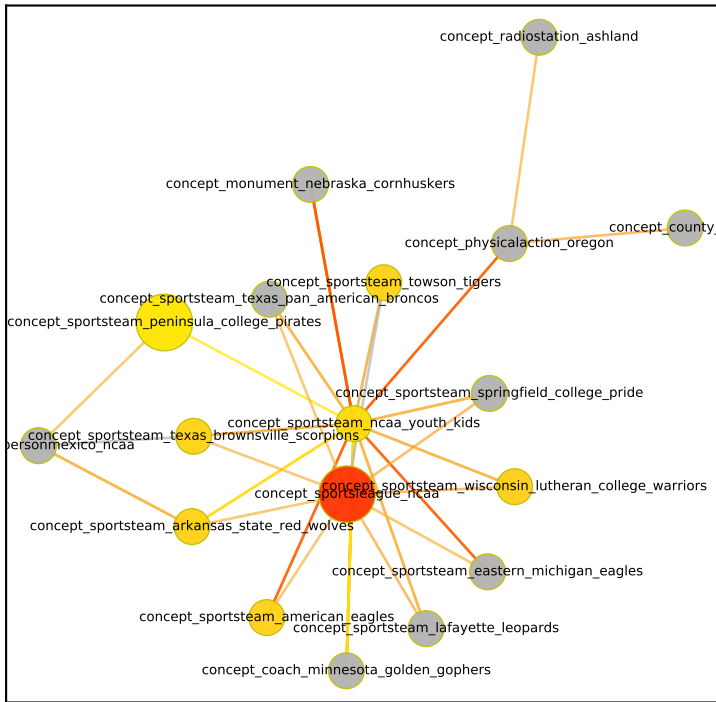 concept_radiostation_ashland
concept_monument_nebraska_cornhuskers
concept_county_
concept_physicalaction_oregon
concept_sportsteam_towson_tigers
concept_sportsteam_texas_pan_american_broncos
concept_sportsteam_peninsula_college_pirates
concept_sportsteam_springfield_college_pride
concept_sportsteam_ncaa_youth_kids
concept_sportsteam_texas_brownsville_scorpions
personmexico_ncaa
concept_sportsteam_wisconsin_lutheran_college_warriors
concept_sportsleague_ncaa
concept_sportsteam_arkansas_state_red_wolves
concept_sportsteam_eastern_michigan_eagles
concept_sportsteam_american_eagles
concept_sportsteam_lafayette_leopards
concept_coach_minnesota_golden_gophers